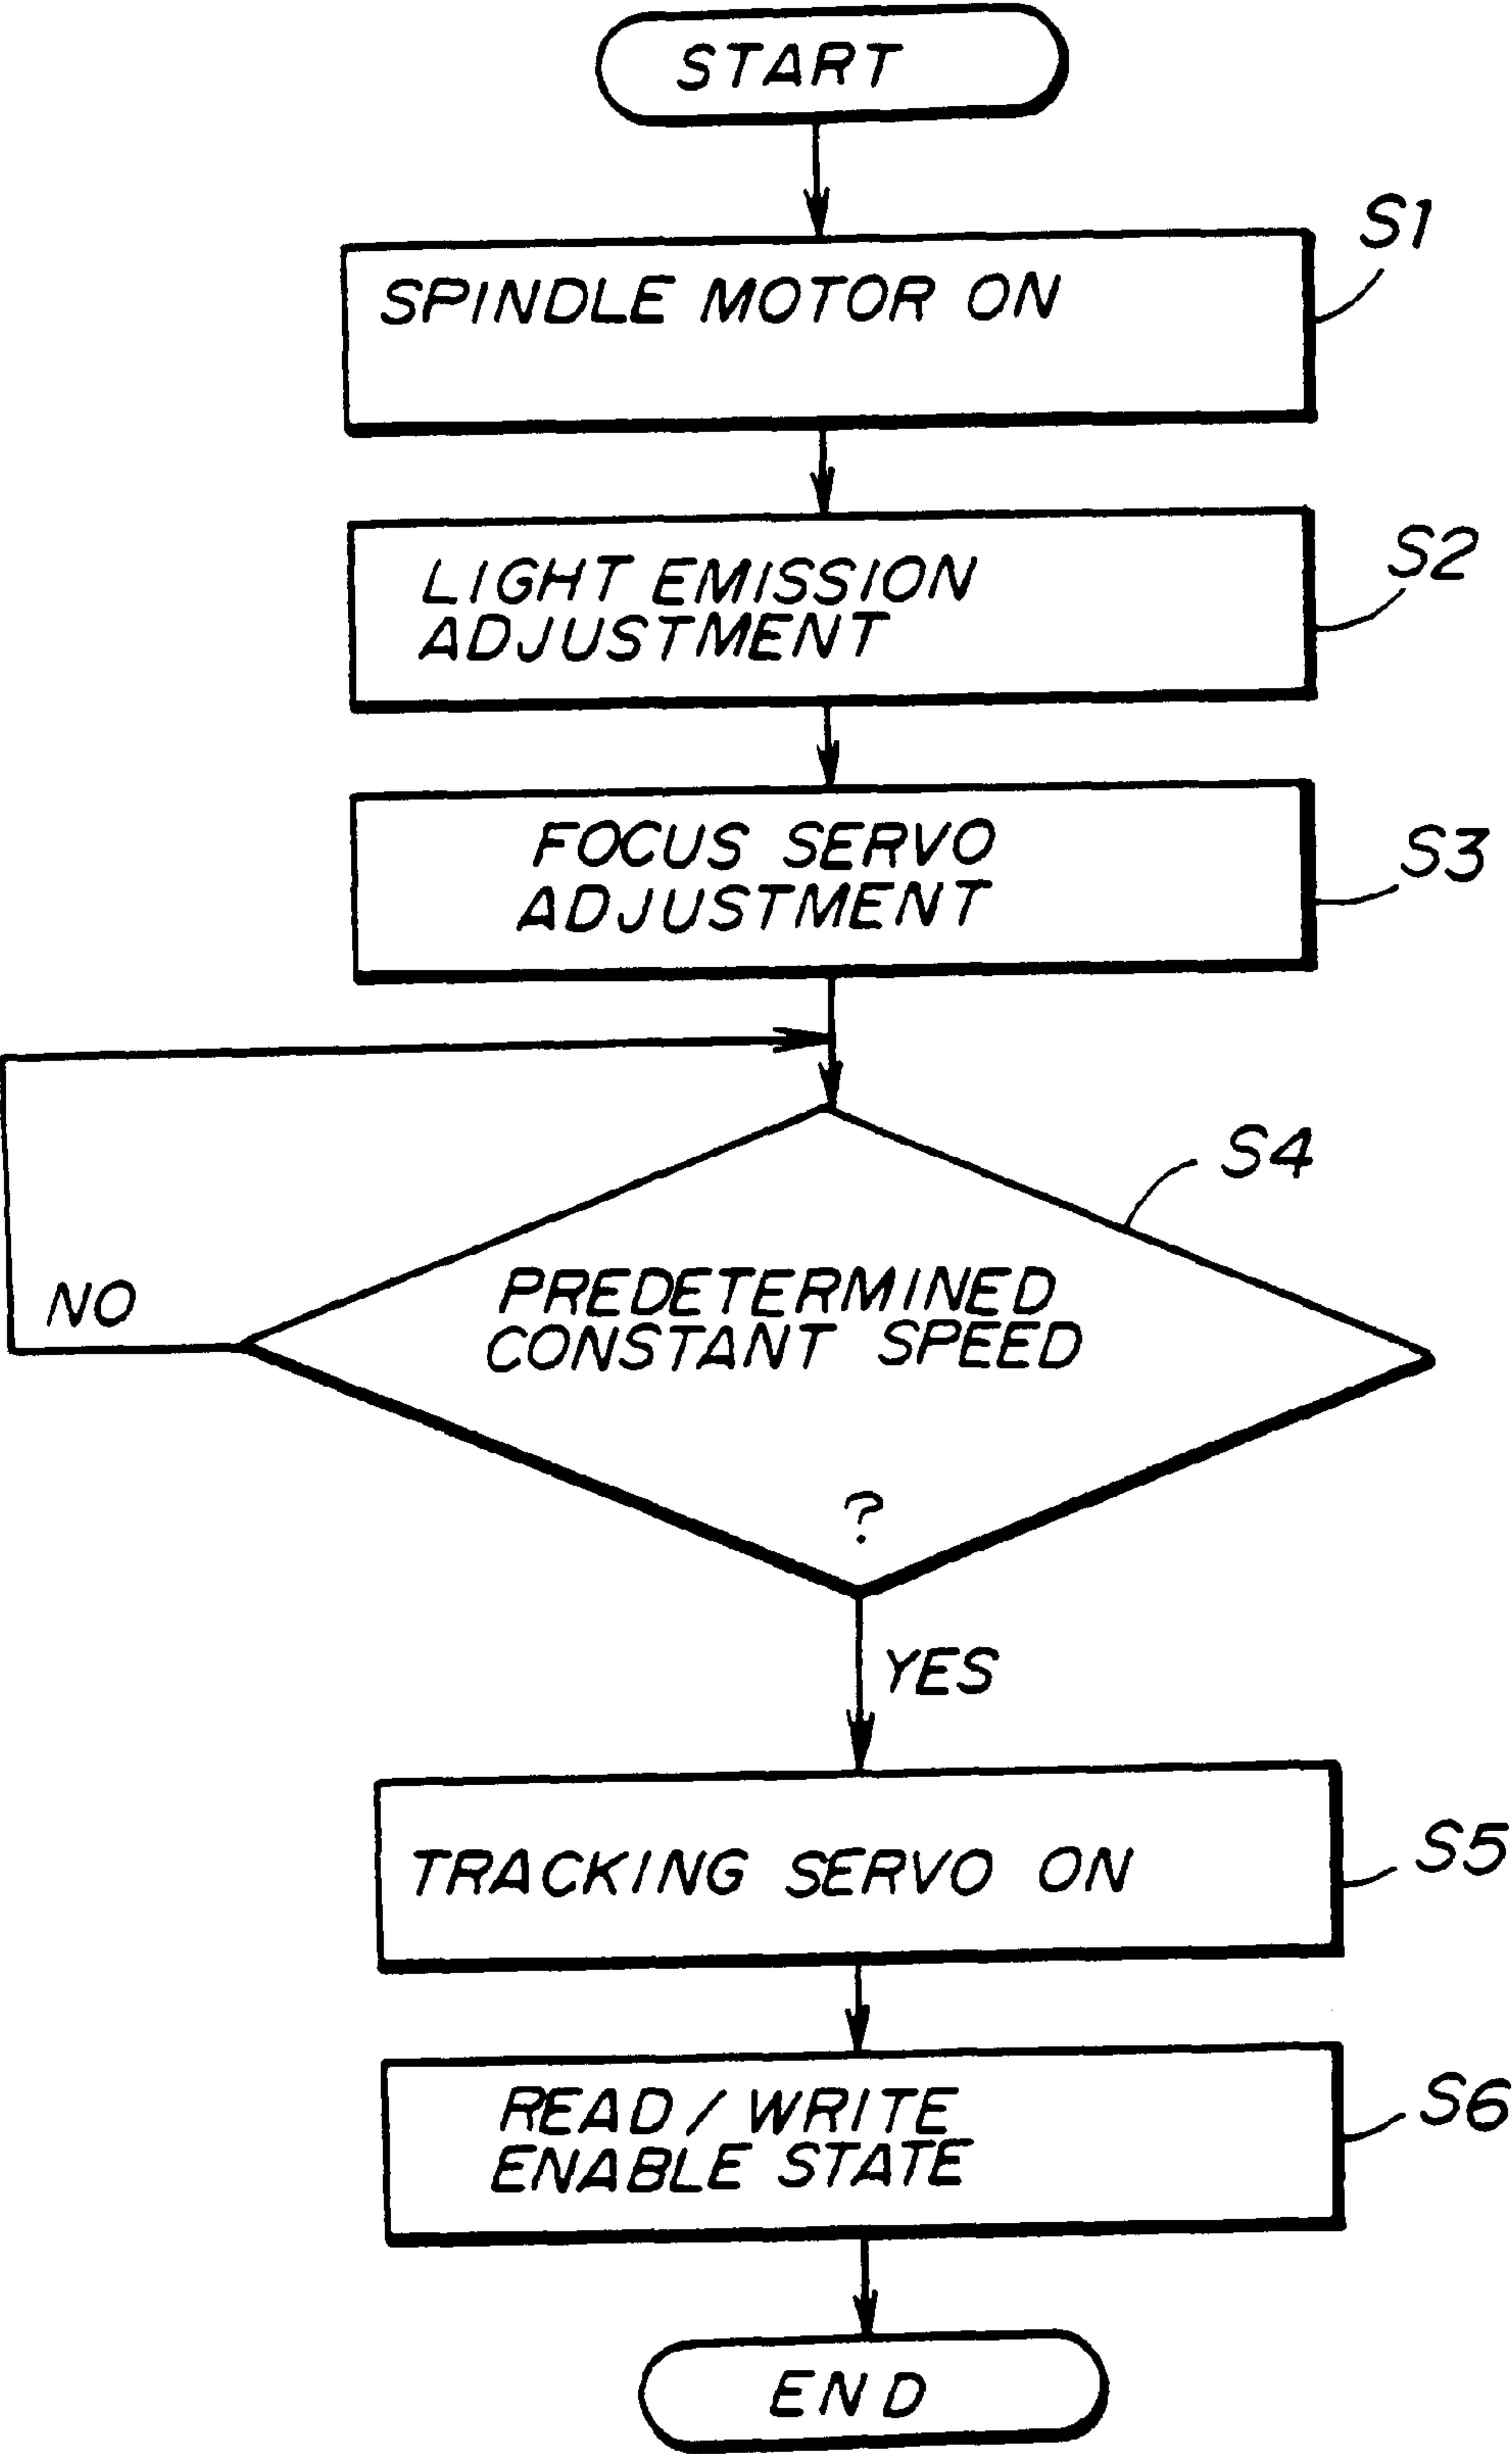 START
S1
SPINDLE MOTOR ON
S2
LIGHT EMISSION
ADJUSTMENT
S3
FOCUS SERVO
ADJUSTMENT
S4
NO
PREDETERMINED
CONSTANT SPEED
?
YES
S5
TRACKING SERVO ON
S6
READ/WRITE
ENABLE STATE
END